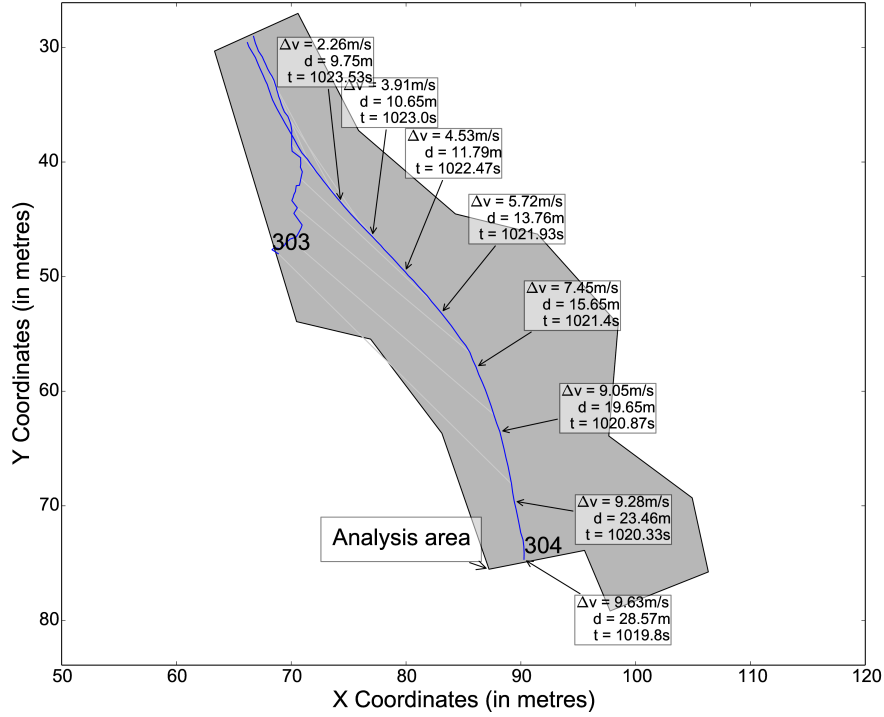 30
40
50
60
70
80
Y Coordinates (in metres)
Δv = 2.26m/s
d = 9.75m
t = 1023.53s
Δv = 3.91m/s
d = 10.65m
t = 1023.0s
Δv = 4.53m/s
d = 11.79m
t = 1022.47s
Δv = 5.72m/s
d = 13.76m
t = 1021.93s
303
Δv = 7.45m/s
d = 15.65m
t = 1021.4s
Δv = 9.05m/s
d = 19.65m
t = 1020.87s
Δv = 9.28m/s
d = 23.46m
t = 1020.33s
Analysis area
304
Δv = 9.63m/s
d = 28.57m
t = 1019.8s
50 60 70 80 90 100 110 120
X Coordinates (in metres)